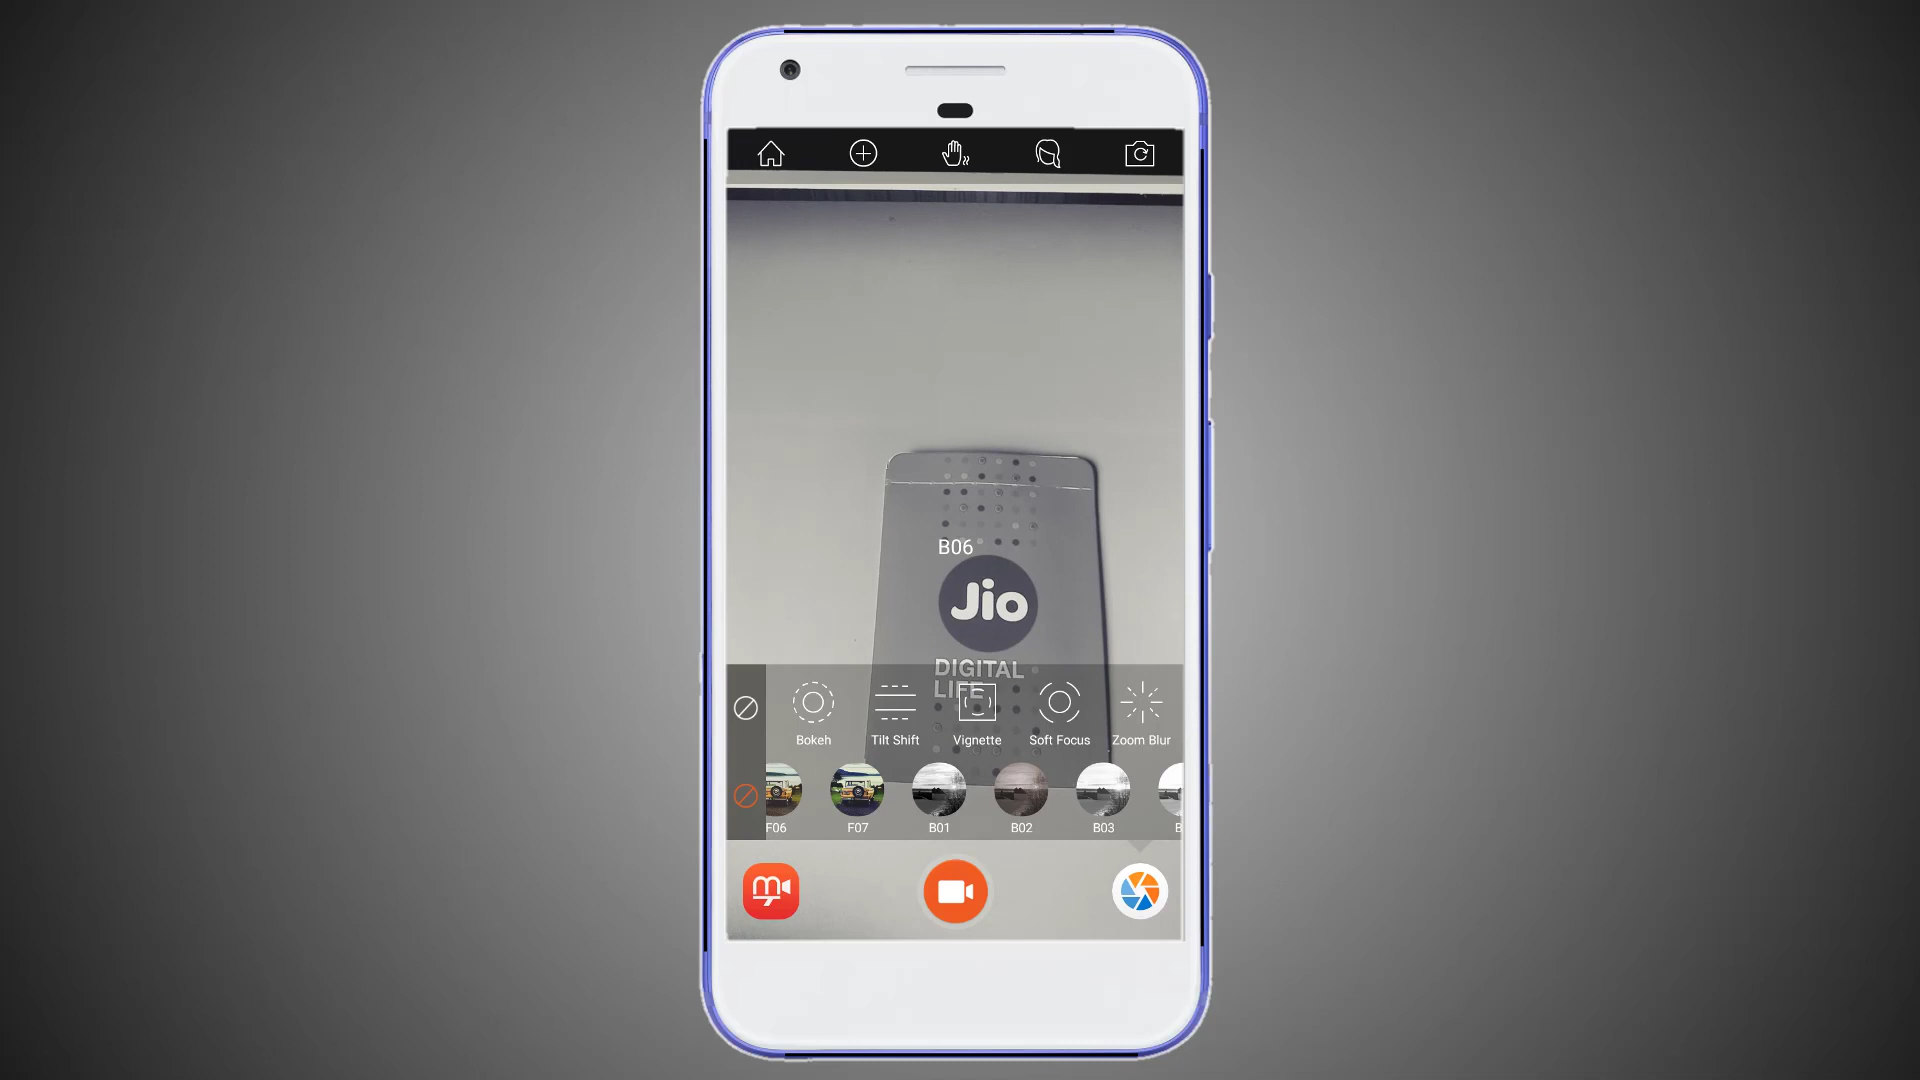 B06
Jio
DIGITAL
LIFE
Bokeh
Tilt Shift
Vignette
Soft Focus
Zoom Blur
F06
F07
B01
B02
B03
B